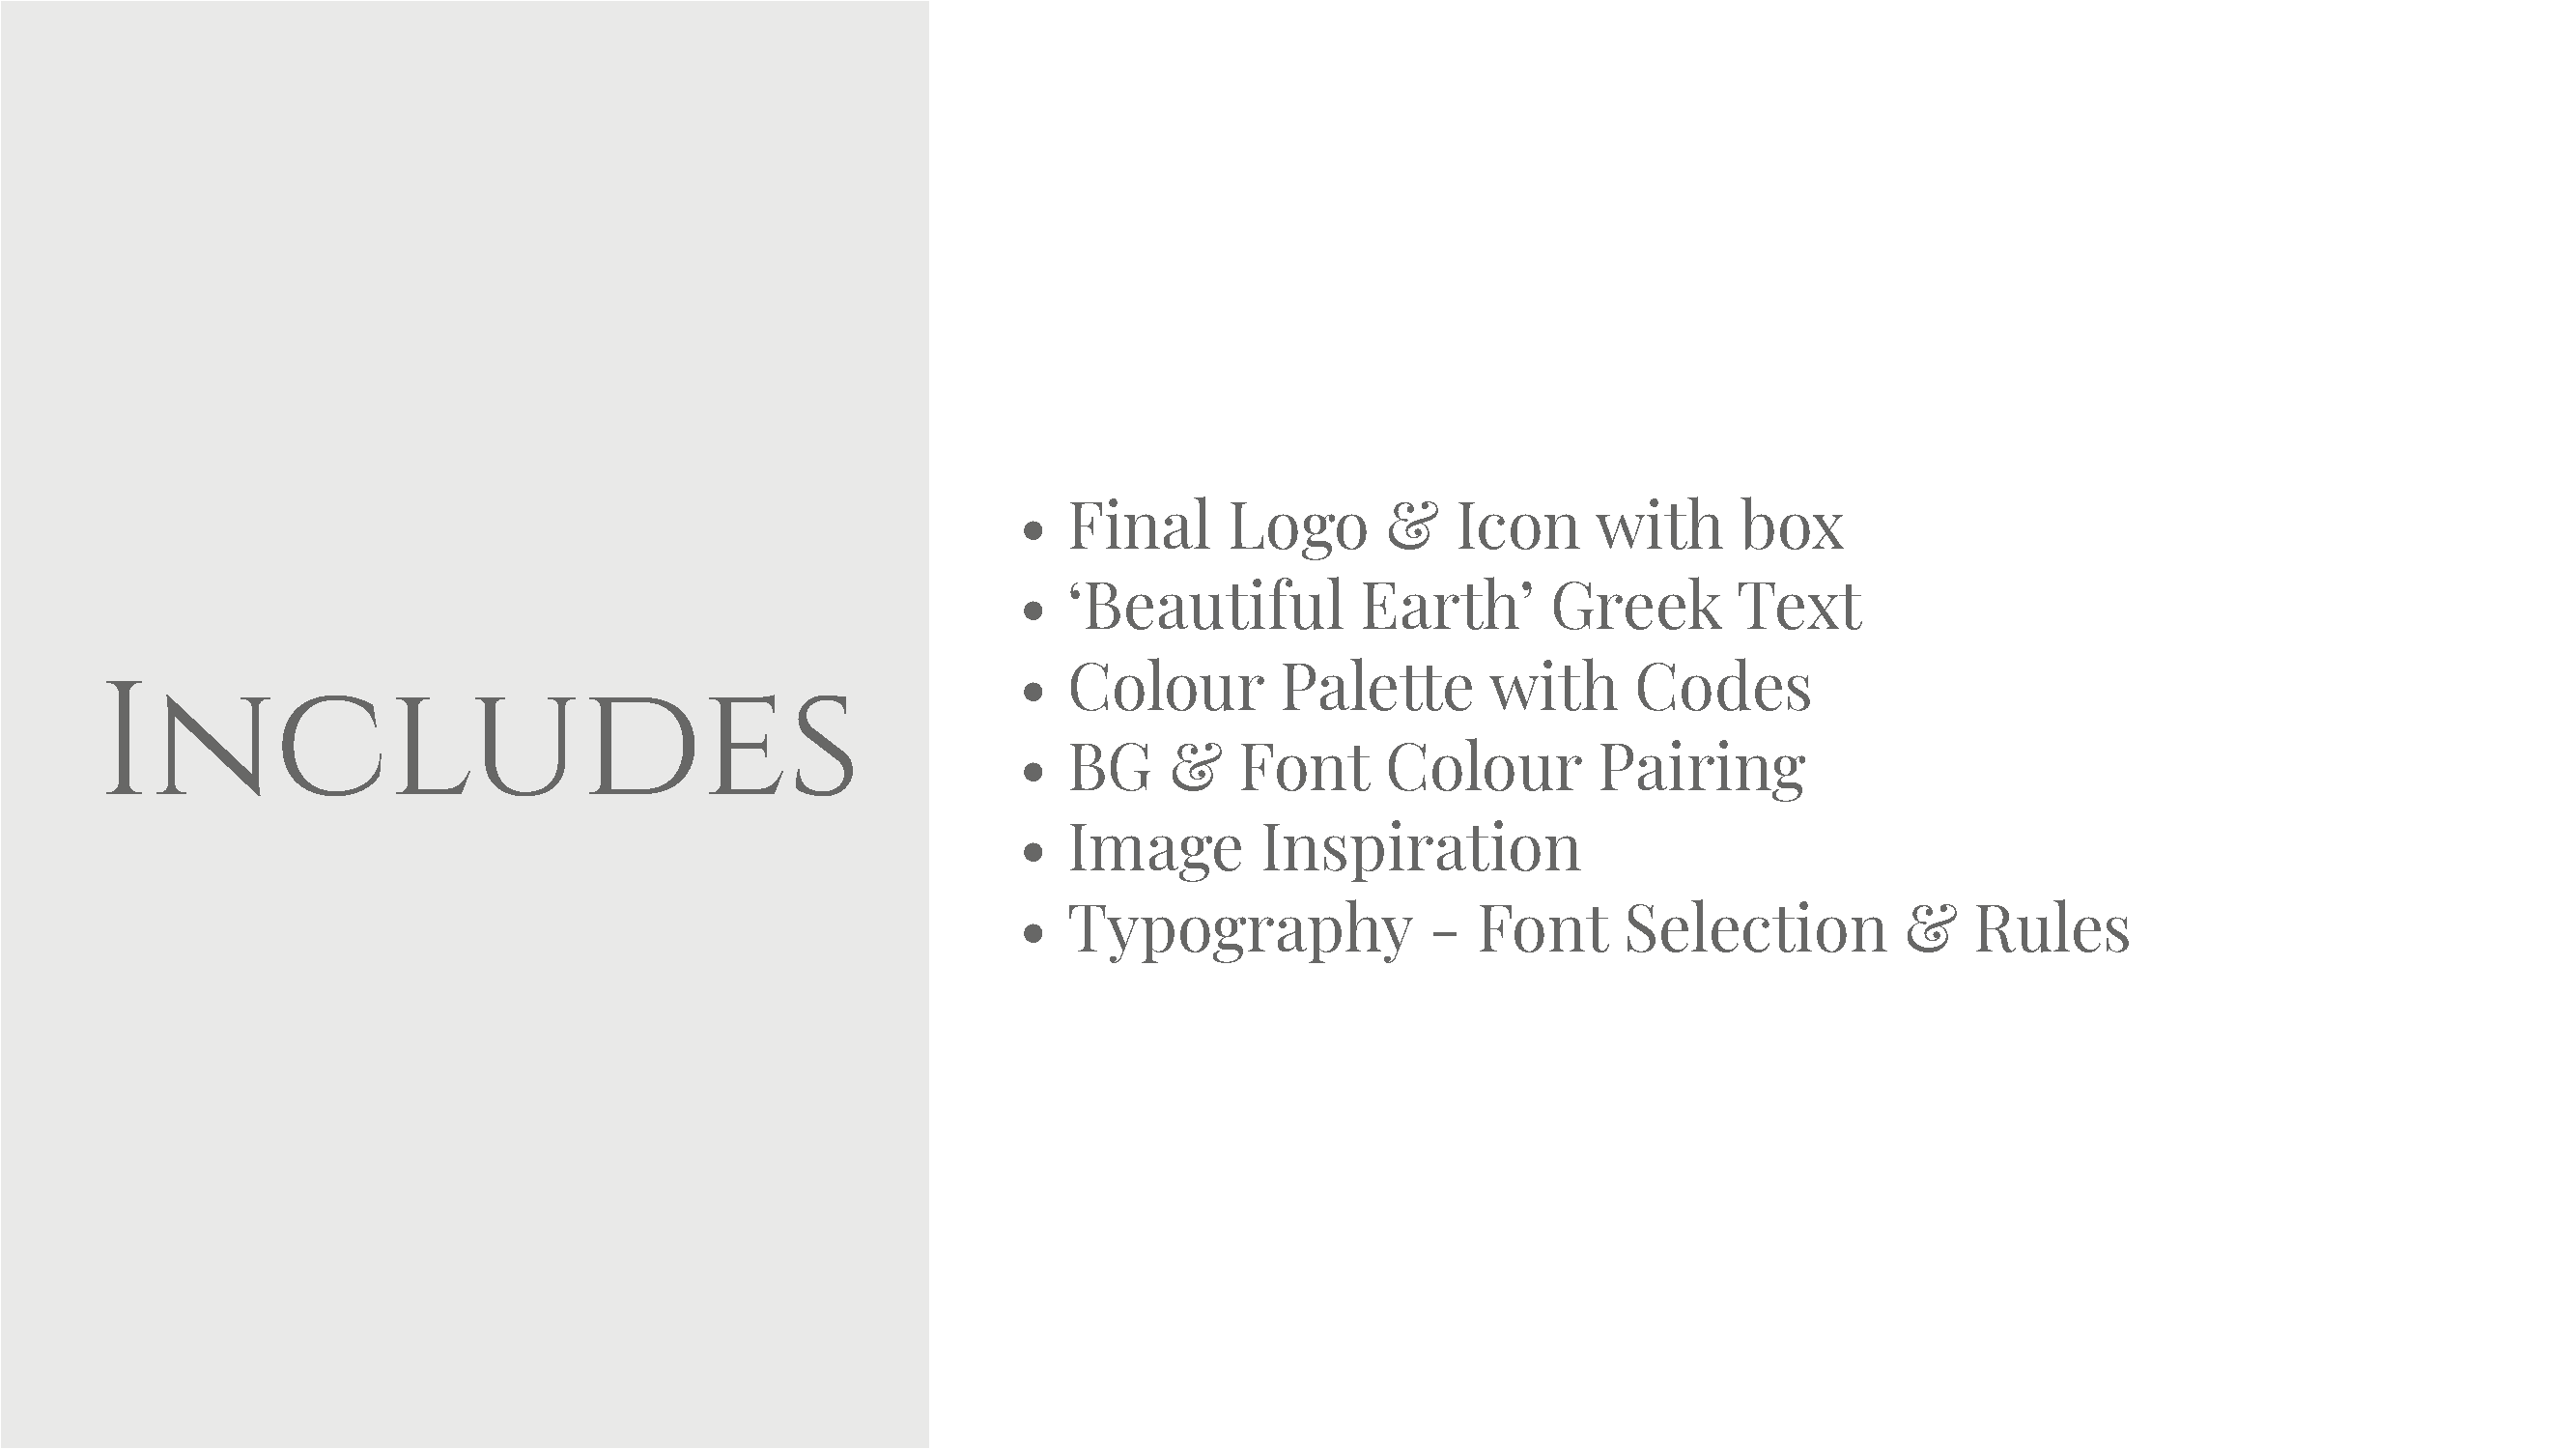 Includes
• Final Logo & Icon with box
• ‘Beautiful Earth’ Greek Text
• Colour Palette with Codes
• BG & Font Colour Pairing
• Image Inspiration
• Typography - Font Selection & Rules